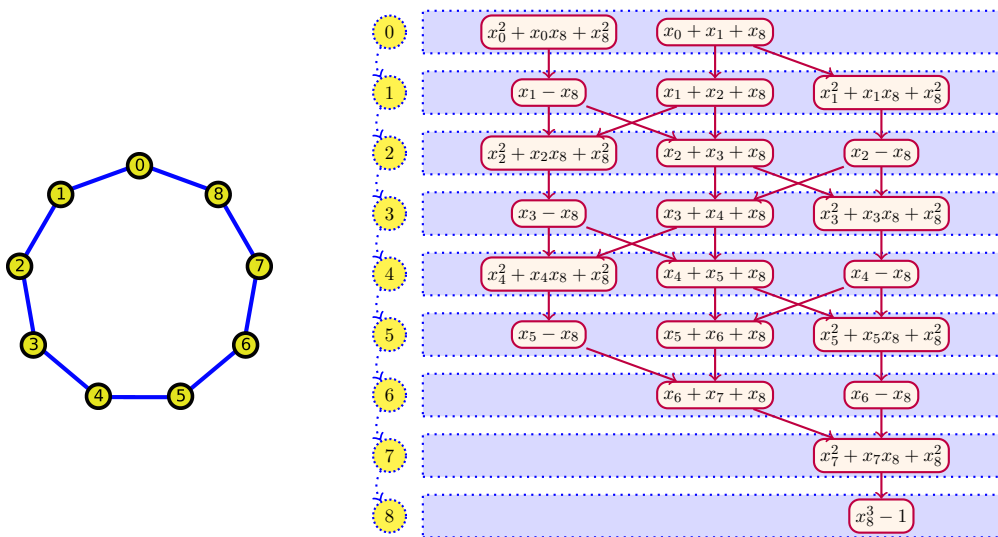 0
1
8
2
7
3
6
4
5
0 x_0^2 + x_0x_8 + x_8^2 x_0 + x_1 + x_8
1 x_1 − x_8 x_1 + x_2 + x_8 x_1^2 + x_1x_8 + x_8^2
2 x_2^2 + x_2x_8 + x_8^2 x_2 + x_3 + x_8 x_2 − x_8
3 x_3 − x_8 x_3 + x_4 + x_8 x_3^2 + x_3x_8 + x_8^2
4 x_4^2 + x_4x_8 + x_8^2 x_4 + x_5 + x_8 x_4 − x_8
5 x_5 − x_8 x_5 + x_6 + x_8 x_5^2 + x_5x_8 + x_8^2
6 x_6 + x_7 + x_8 x_6 − x_8
7 x_7^2 + x_7x_8 + x_8^2
8 x_8^3 − 1